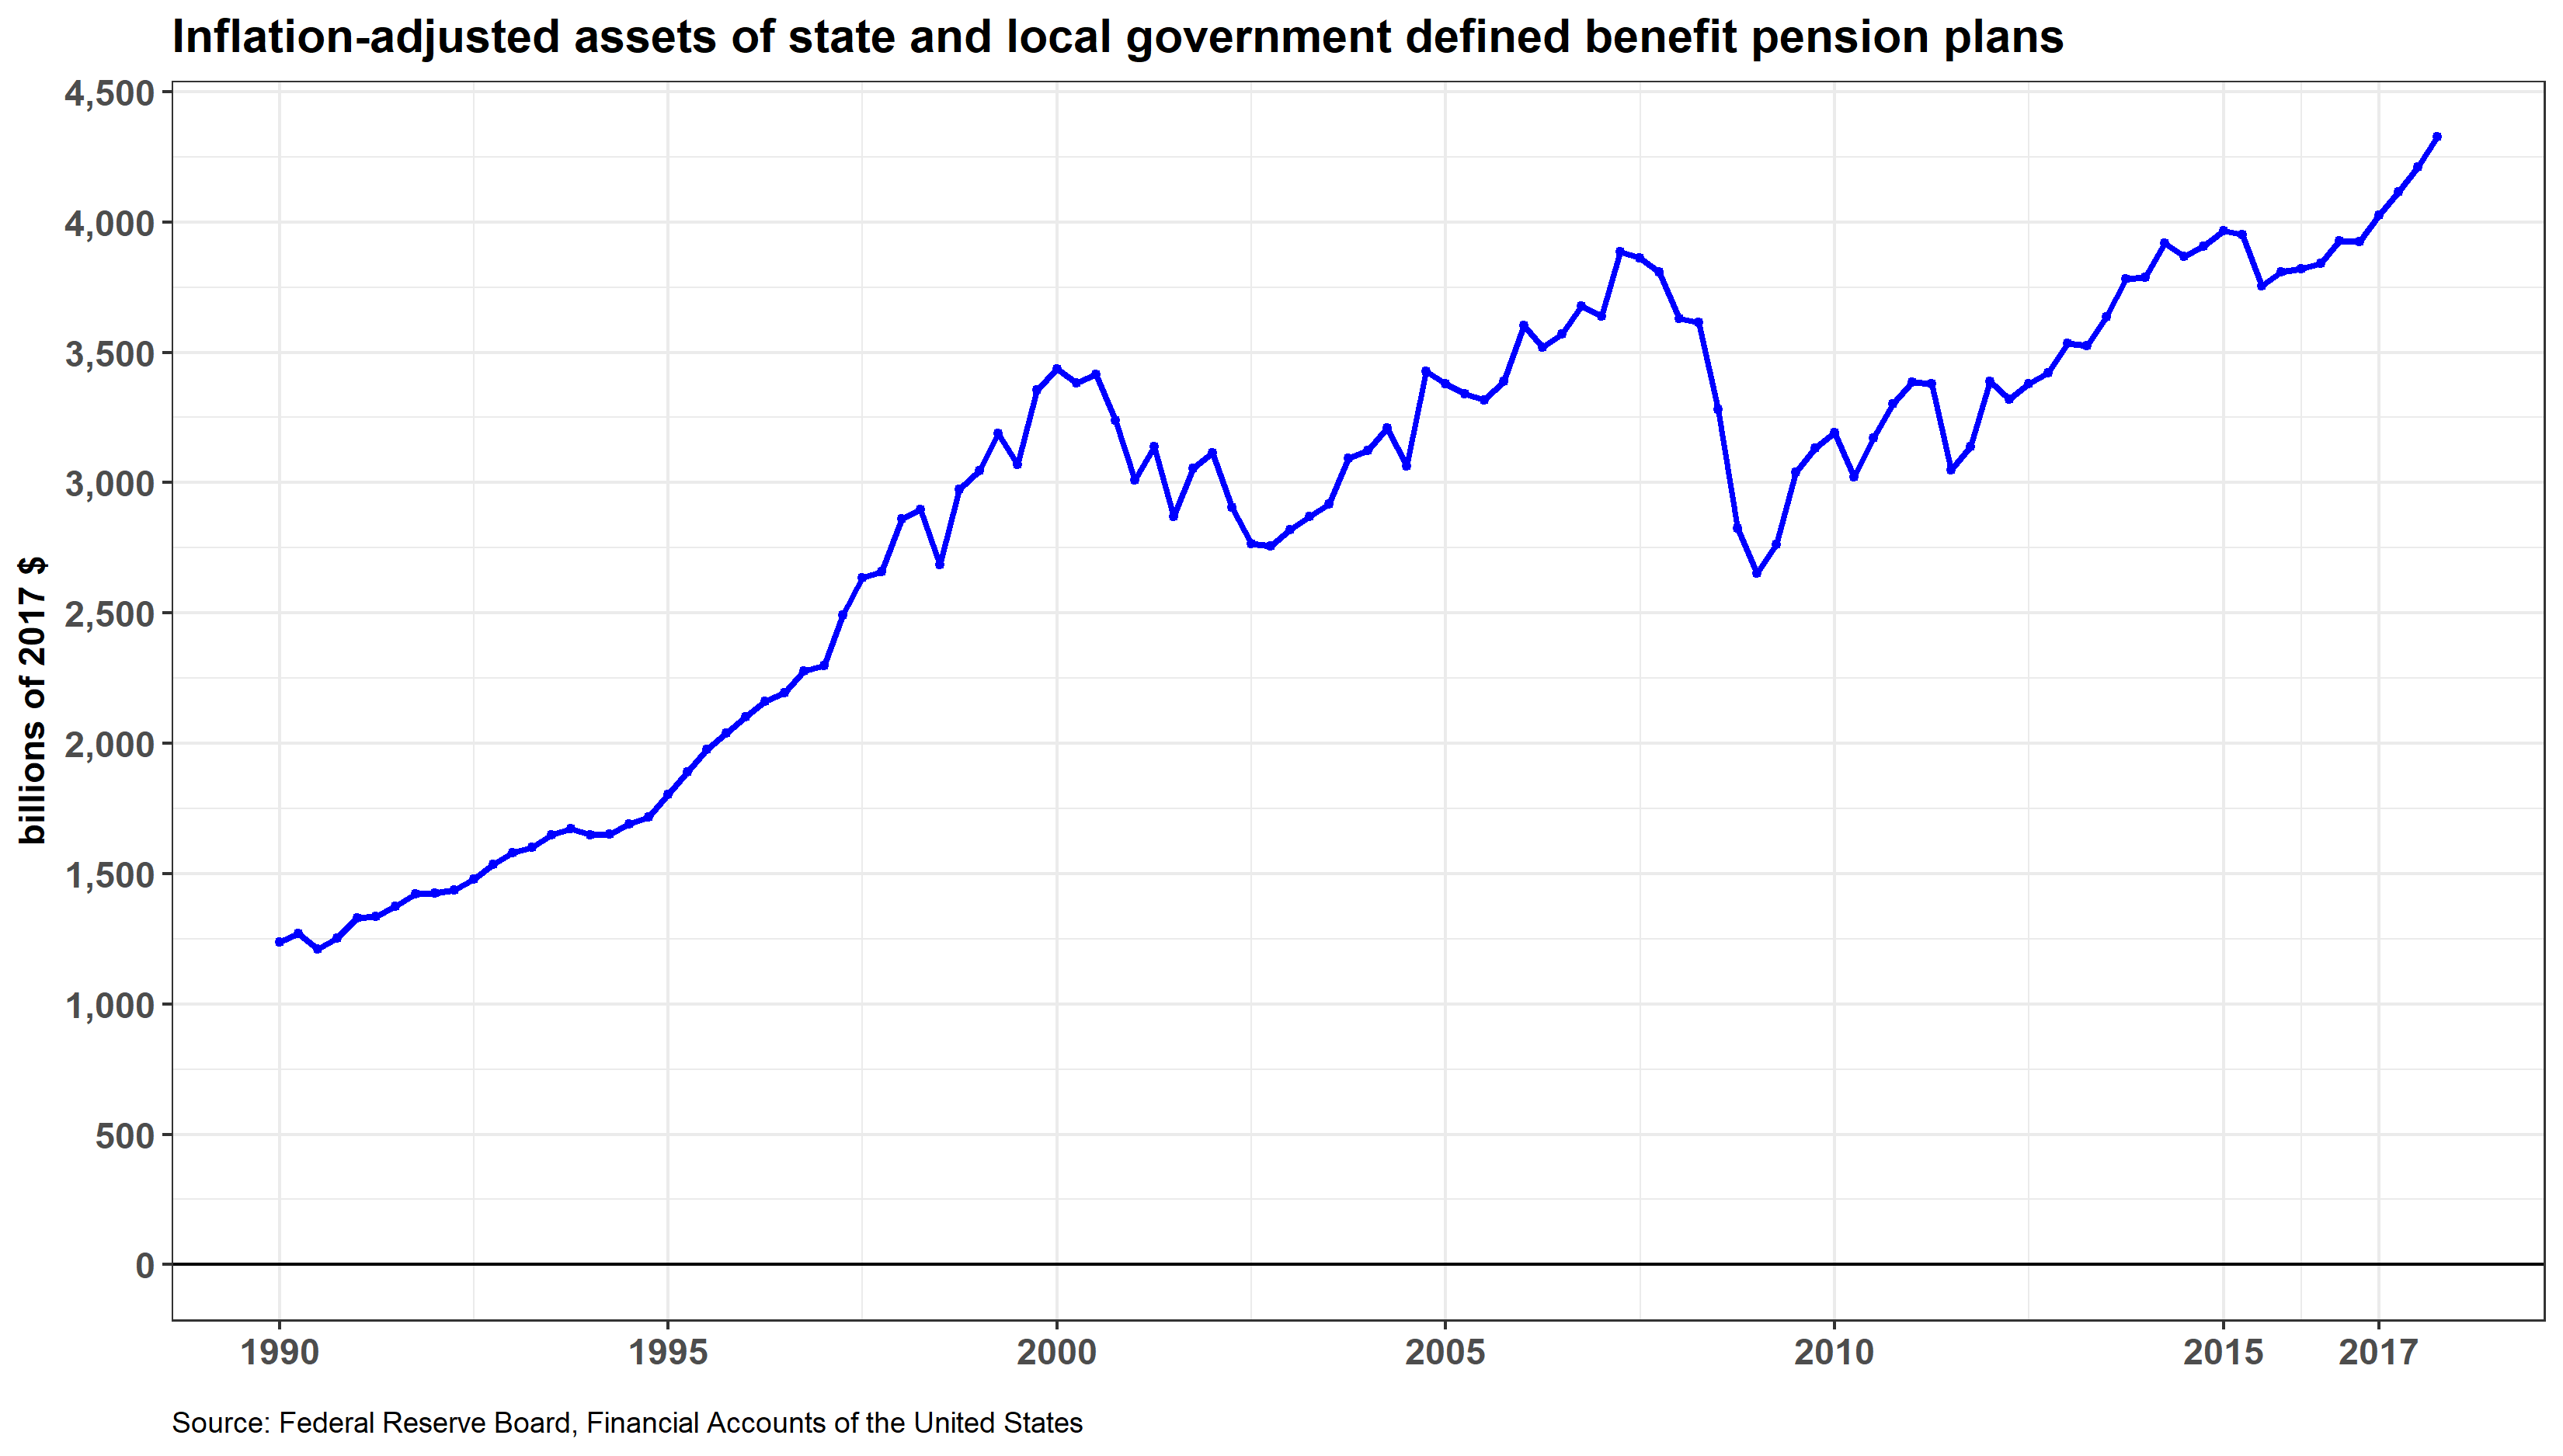 Inflation-adjusted assets of state and local government defined benefit pension plans
billions of 2017 $
4,500
4,000
3,500
3,000
2,500
2,000
1,500
1,000
500
0
1990 1995 2000 2005 2010 2015 2017
Source: Federal Reserve Board, Financial Accounts of the United States